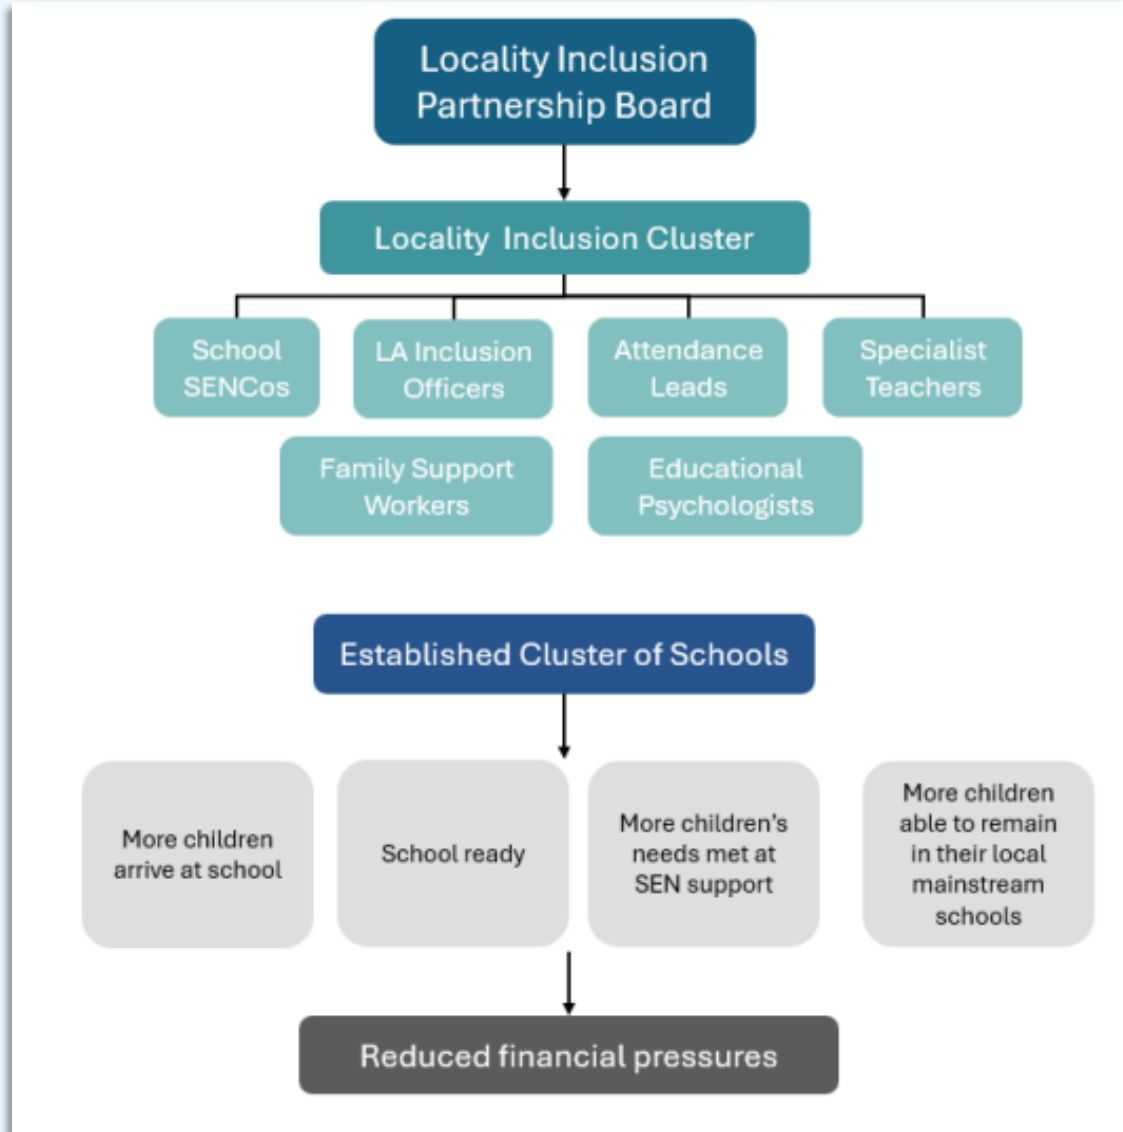 Locality Inclusion
Partnership Board
Locality Inclusion Cluster
School
SENCos
LA Inclusion
Officers
Attendance
Leads
Specialist
Teachers
Family Support
Workers
Educational
Psychologists
Established Cluster of Schools
More children
arrive at school
School ready
More children’s
needs met at
SEN support
More children
able to remain
in their local
mainstream
schools
Reduced financial pressures